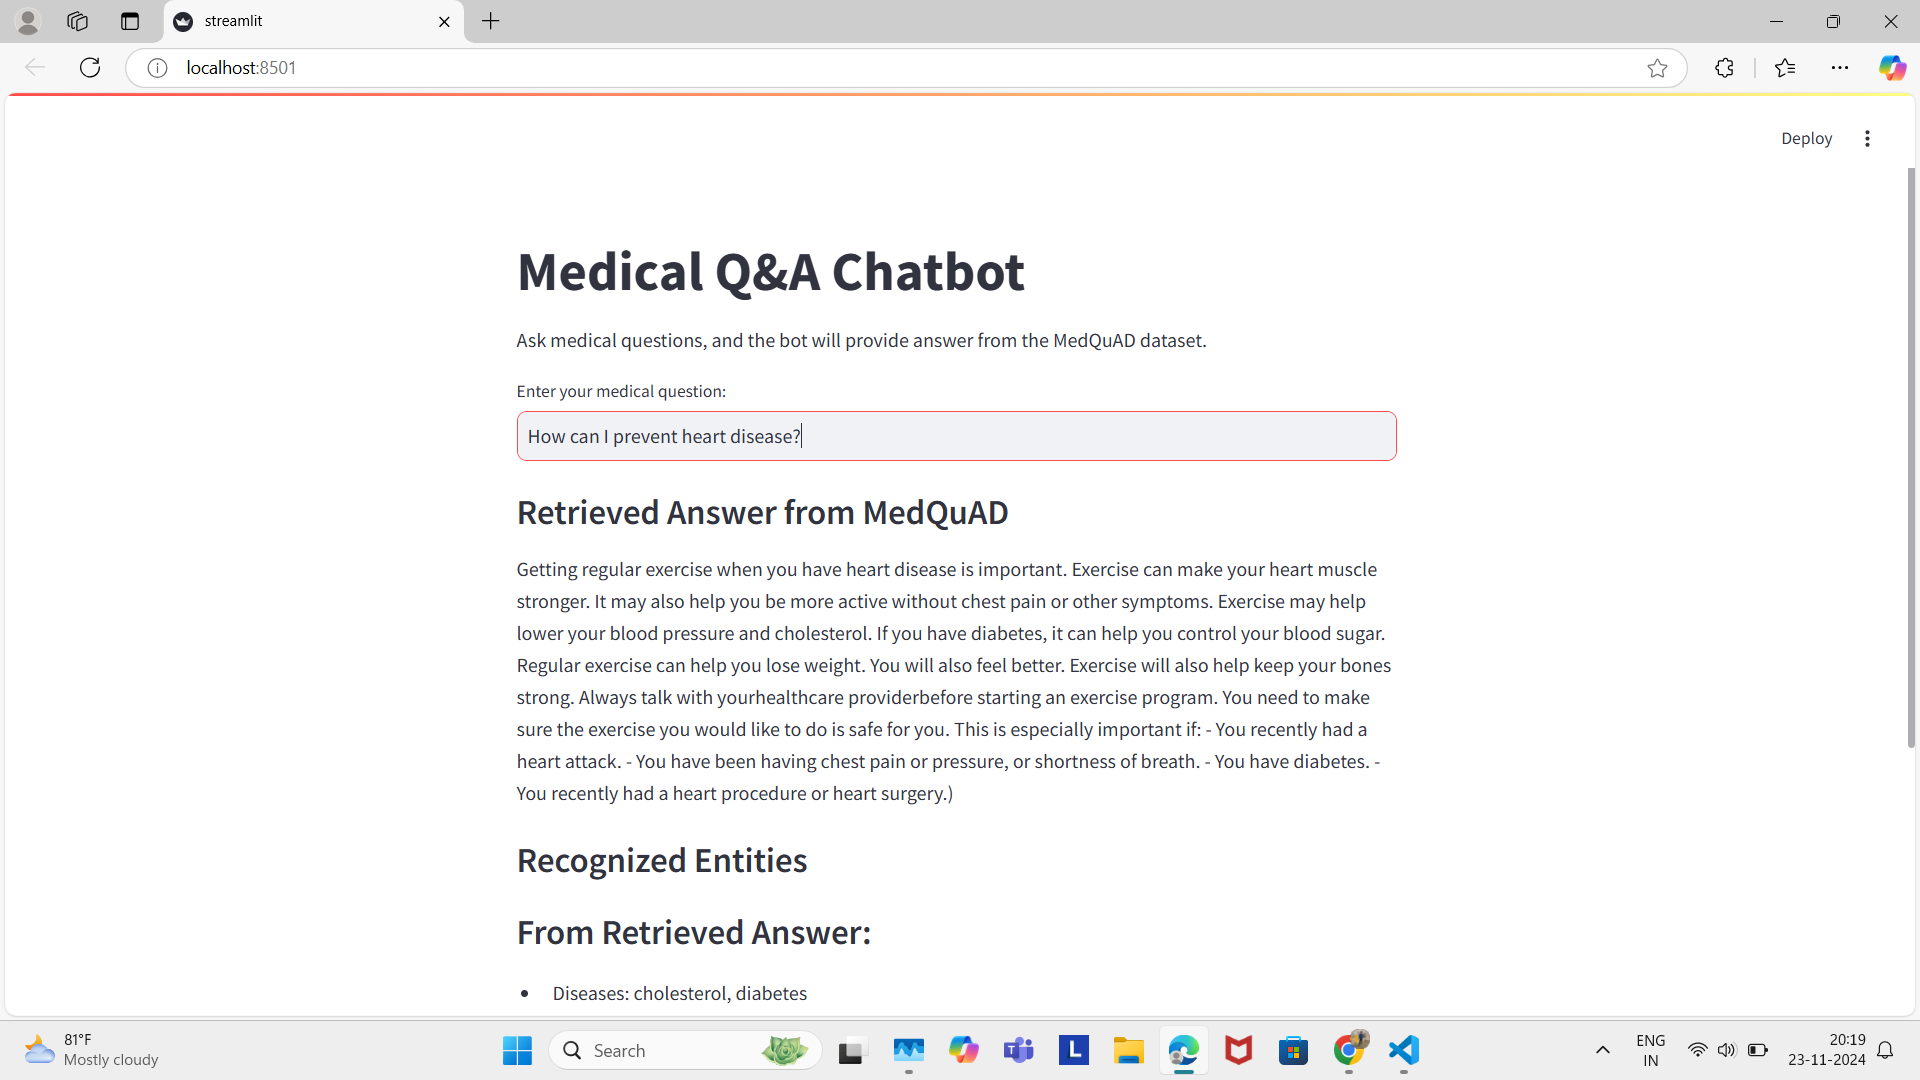 streamlit
localhost:8501
Deploy
Medical Q&A Chatbot
Ask medical questions, and the bot will provide answer from the MedQuAD dataset.
Enter your medical question:
How can I prevent heart disease?
Retrieved Answer from MedQuAD
Getting regular exercise when you have heart disease is important. Exercise can make your heart muscle
stronger. It may also help you be more active without chest pain or other symptoms. Exercise may help
lower your blood pressure and cholesterol. If you have diabetes, it can help you control your blood sugar.
Regular exercise can help you lose weight. You will also feel better. Exercise will also help keep your bones
strong. Always talk with yourhealthcare providerbefore starting an exercise program. You need to make
sure the exercise you would like to do is safe for you. This is especially important if: - You recently had a
heart attack. - You have been having chest pain or pressure, or shortness of breath. - You have diabetes. -
You recently had a heart procedure or heart surgery.)
Recognized Entities
From Retrieved Answer:
• Diseases: cholesterol, diabetes
81°F
Mostly cloudy
Search
L
ENG
IN
20:19
23-11-2024